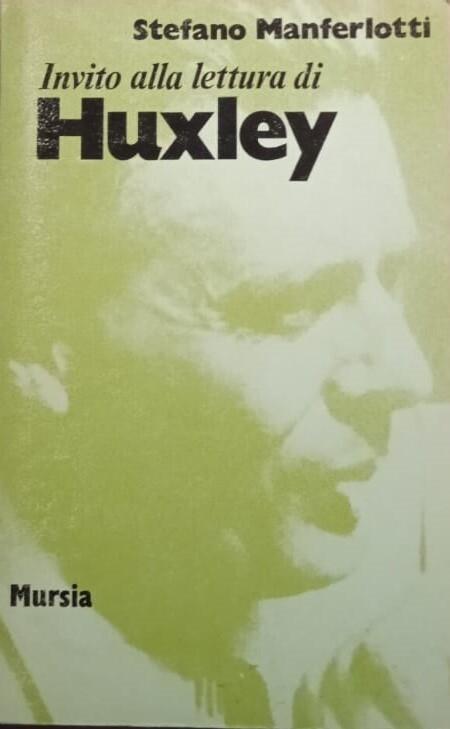 Stefano Manferlotti
Invito alla lettura di
Huxley
Mursia